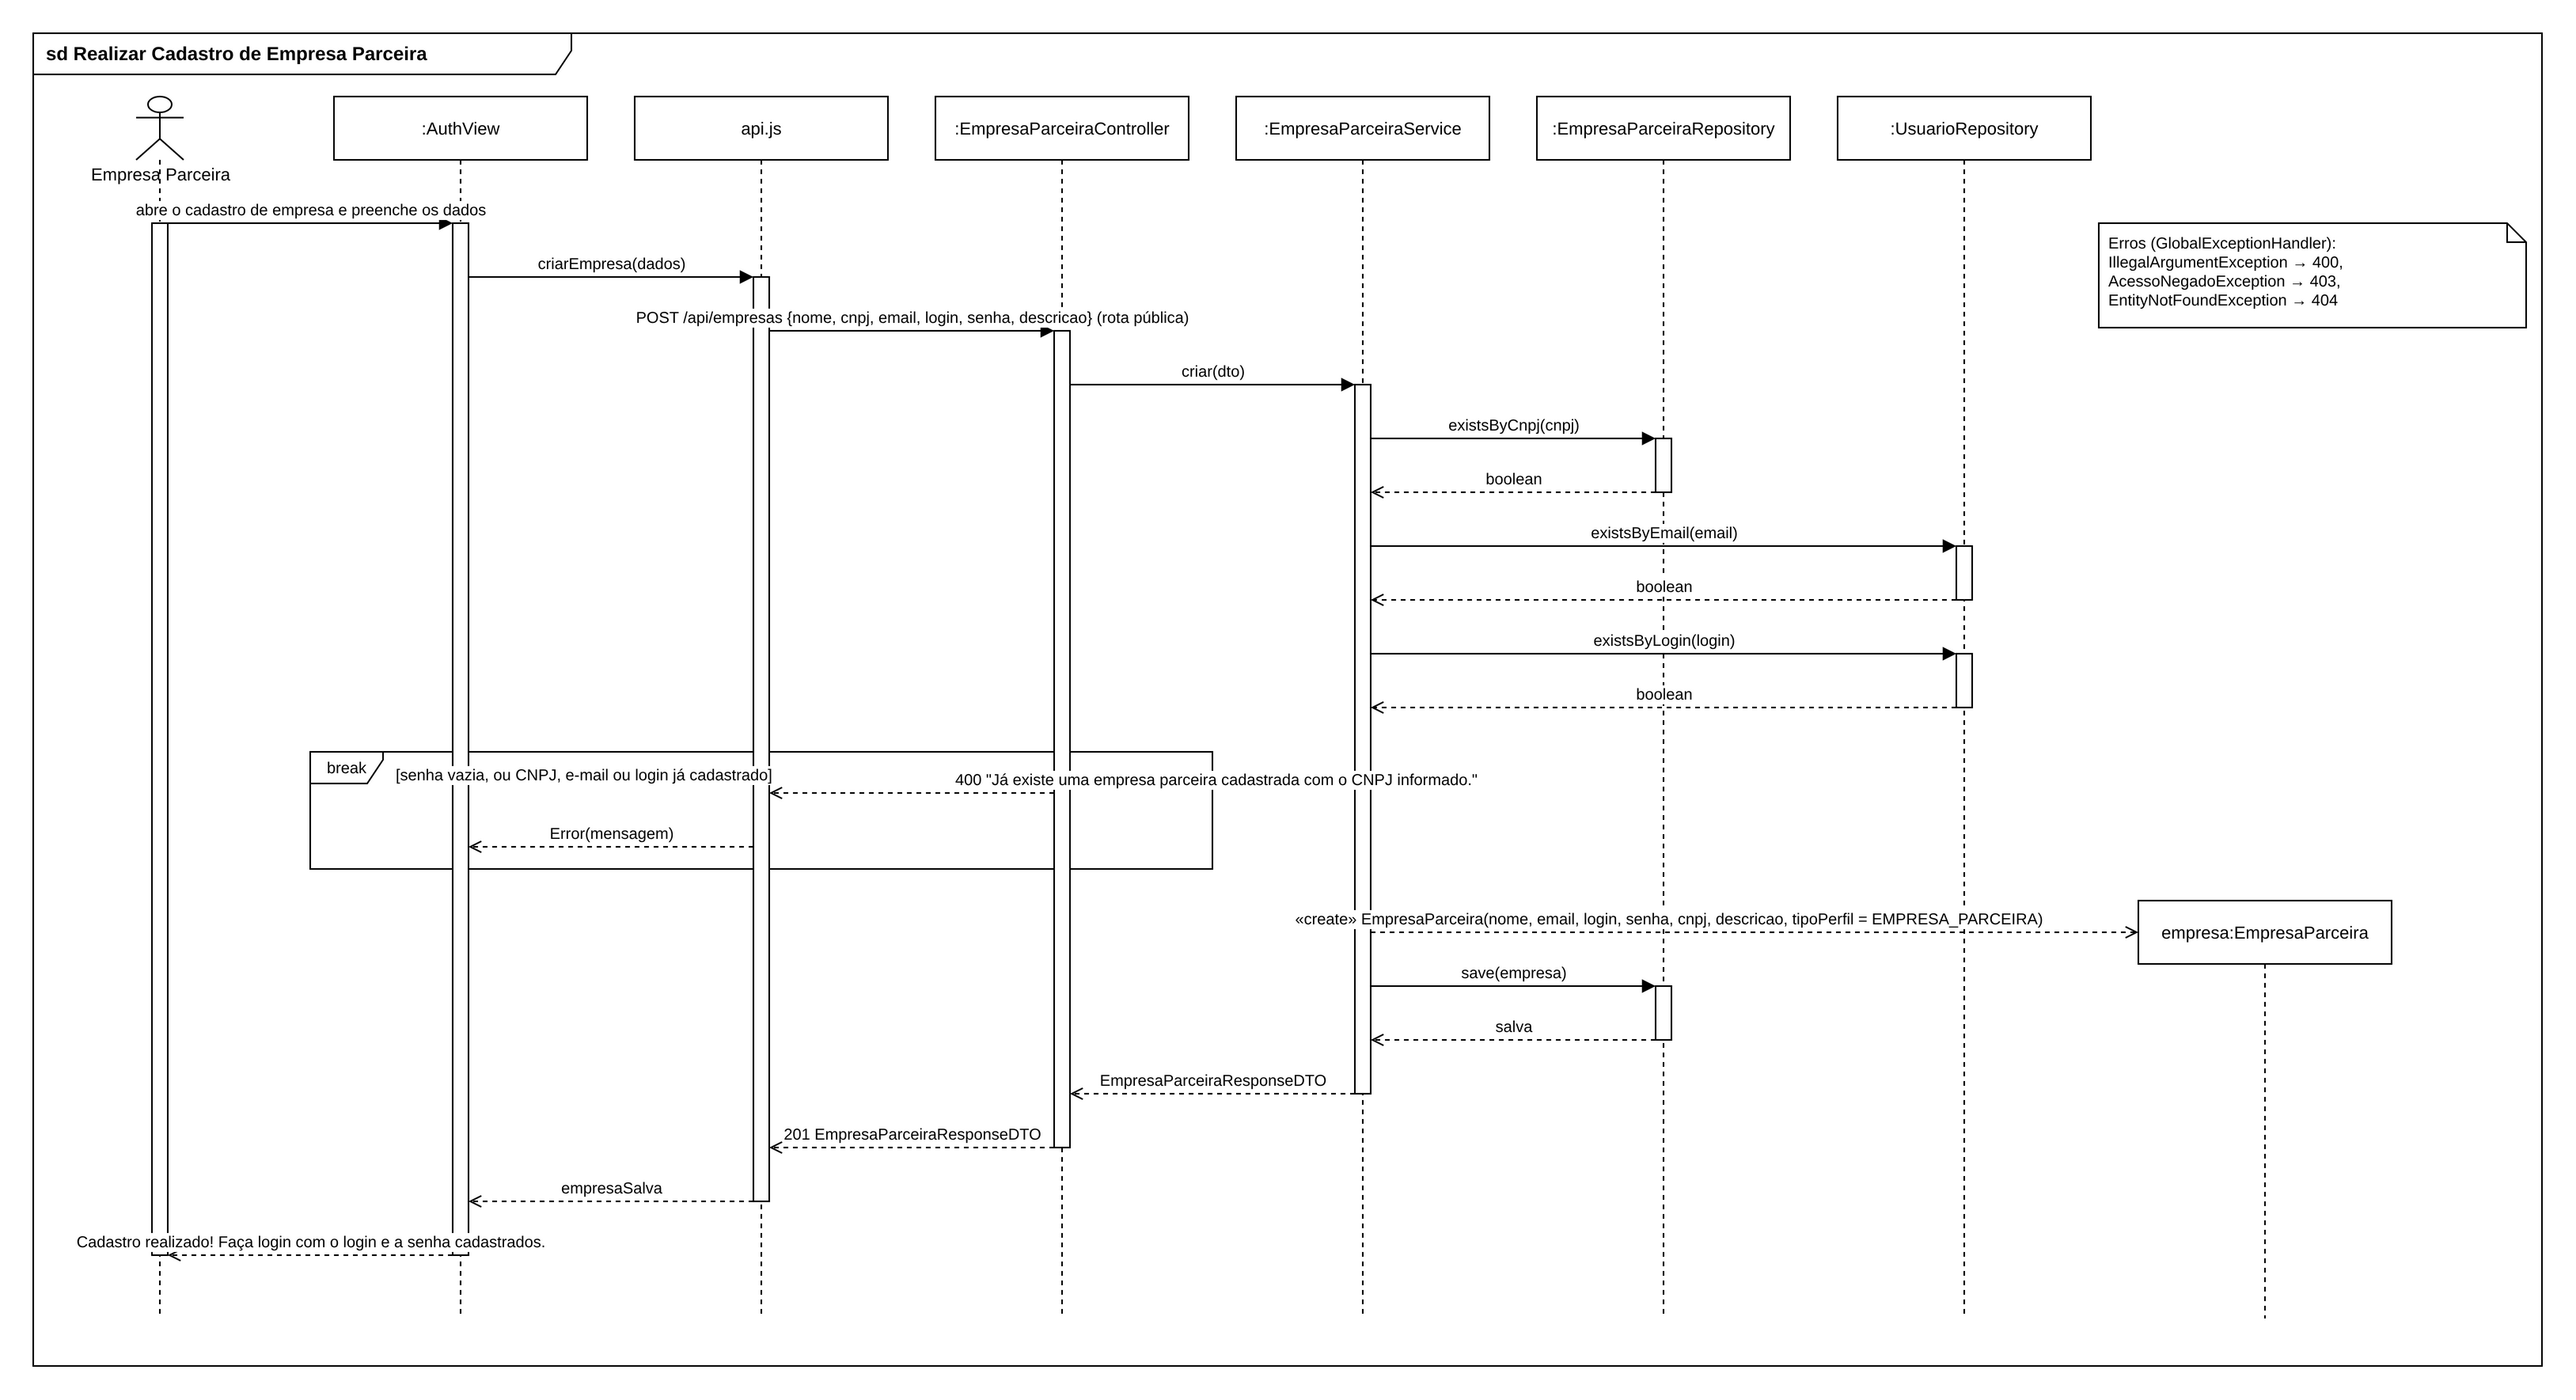 sd Realizar Cadastro de Empresa Parceira
Empresa Parceira
:AuthView
api.js
:EmpresaParceiraController
:EmpresaParceiraService
:EmpresaParceiraRepository
:UsuarioRepository
abre o cadastro de empresa e preenche os dados
Erros (GlobalExceptionHandler):
IllegalArgumentException → 400,
AcessoNegadoException → 403,
EntityNotFoundException → 404
criarEmpresa(dados)
POST /api/empresas {nome, cnpj, email, login, senha, descricao} (rota pública)
criar(dto)
existsByCnpj(cnpj)
boolean
existsByEmail(email)
boolean
existsByLogin(login)
boolean
break
[senha vazia, ou CNPJ, e-mail ou login já cadastrado]
400 "Já existe uma empresa parceira cadastrada com o CNPJ informado."
Error(mensagem)
«create» EmpresaParceira(nome, email, login, senha, cnpj, descricao, tipoPerfil = EMPRESA_PARCEIRA)
empresa:EmpresaParceira
save(empresa)
salva
EmpresaParceiraResponseDTO
201 EmpresaParceiraResponseDTO
empresaSalva
Cadastro realizado! Faça login com o login e a senha cadastrados.